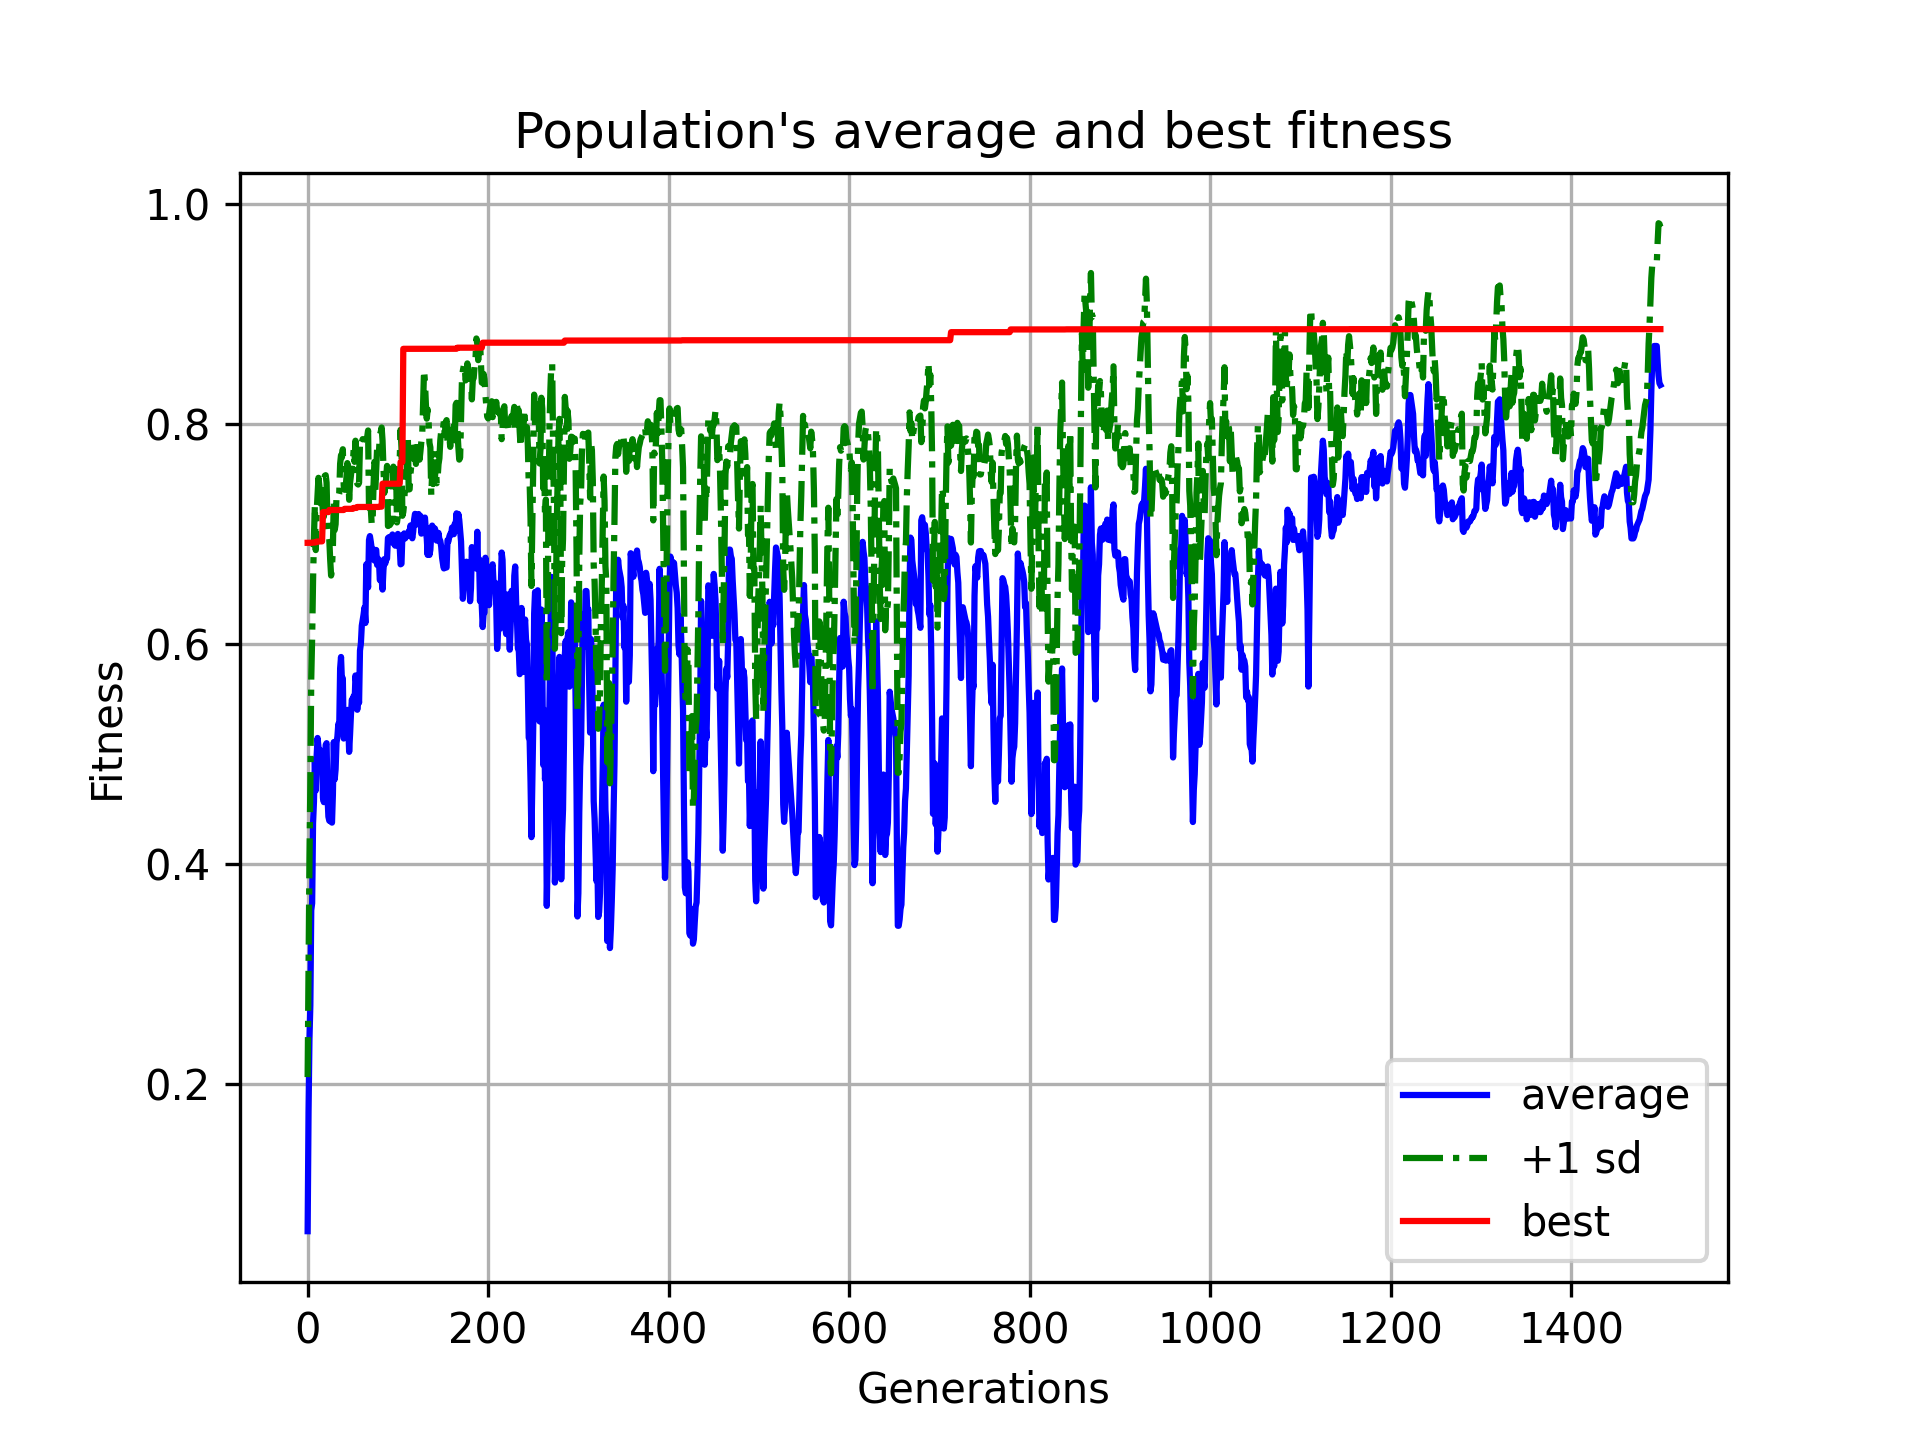 Population's average and best fitness
Fitness
1.0
0.8
0.6
0.4
0.2
0 200 400 600 800 1000 1200 1400
Generations
average
+1 sd
best